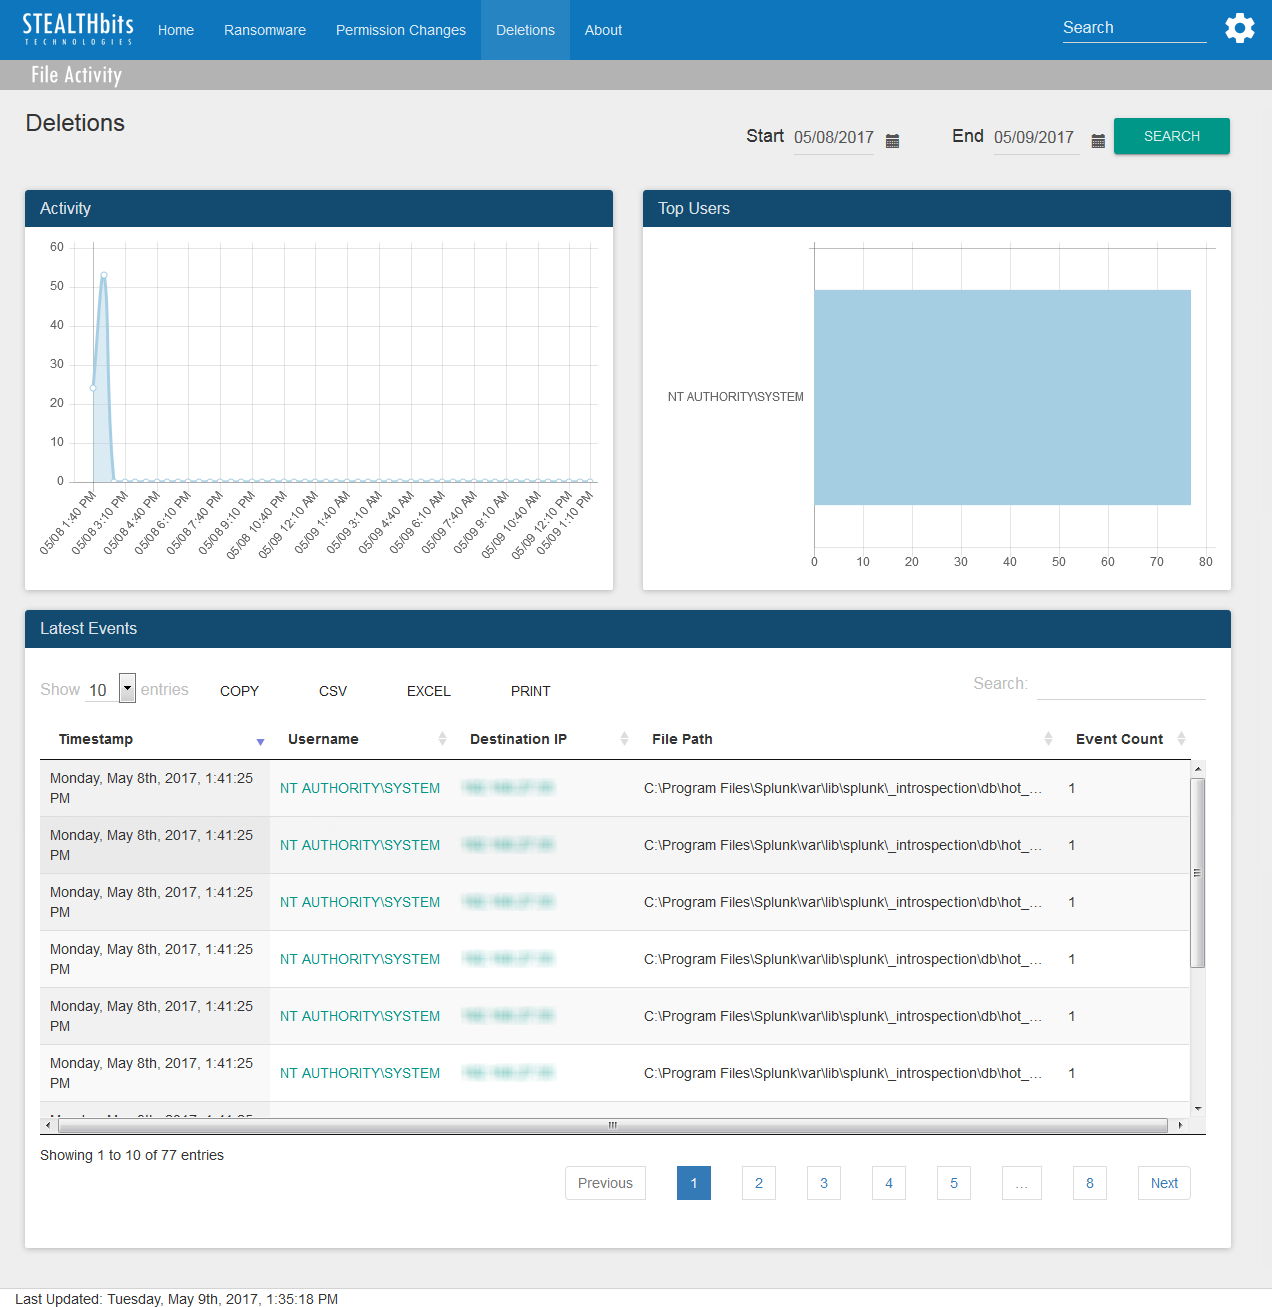 STEALTHbits
TECHNOLOGIES
Home Ransomware Permission Changes Deletions About Search
File Activity
Deletions
Start 05/08/2017 End 05/09/2017 SEARCH
Activity
60
50
40
30
20
10
0
05/08 1:40 PM 05/08 3:10 PM 05/08 4:40 PM 05/08 6:10 PM 05/08 7:40 PM 05/08 9:10 PM 05/08 10:40 PM 05/09 12:10 AM 05/09 1:40 AM 05/09 3:10 AM 05/09 4:40 AM 05/09 6:10 AM 05/09 7:40 AM 05/09 9:10 AM 05/09 10:40 AM 05/09 12:10 PM 05/09 1:10 PM
Top Users
NT AUTHORITY\SYSTEM
0 10 20 30 40 50 60 70 80
Latest Events
Show 10 entries COPY CSV EXCEL PRINT Search:
Timestamp Username Destination IP File Path Event Count
Monday, May 8th, 2017, 1:41:25
PM
NT AUTHORITY\SYSTEM C:\Program Files\Splunk\var\lib\splunk\_introspection\db\hot_... 1
Monday, May 8th, 2017, 1:41:25
PM
NT AUTHORITY\SYSTEM C:\Program Files\Splunk\var\lib\splunk\_introspection\db\hot_... 1
Monday, May 8th, 2017, 1:41:25
PM
NT AUTHORITY\SYSTEM C:\Program Files\Splunk\var\lib\splunk\_introspection\db\hot_... 1
Monday, May 8th, 2017, 1:41:25
PM
NT AUTHORITY\SYSTEM C:\Program Files\Splunk\var\lib\splunk\_introspection\db\hot_... 1
Monday, May 8th, 2017, 1:41:25
PM
NT AUTHORITY\SYSTEM C:\Program Files\Splunk\var\lib\splunk\_introspection\db\hot_... 1
Monday, May 8th, 2017, 1:41:25
PM
NT AUTHORITY\SYSTEM C:\Program Files\Splunk\var\lib\splunk\_introspection\db\hot_... 1
Showing 1 to 10 of 77 entries
Previous 1 2 3 4 5 ... 8 Next
Last Updated: Tuesday, May 9th, 2017, 1:35:18 PM